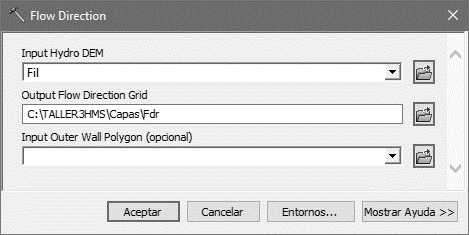 Flow Direction
Input Hydro DEM
Fil
Output Flow Direction Grid
C:\TALLER3HMS\Capas\Fdr
Input Outer Wall Polygon (opcional)
Aceptar
Cancelar
Entornos...
Mostrar Ayuda >>